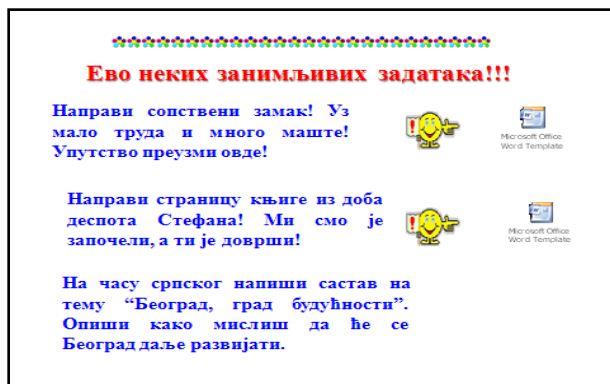 Ево неких занимљивих задатака!!!
Направи сопствени замак! Уз
мало труда и много маште!
Упутство преузми овде!
Microsoft Office
Word Template
Направи страницу књиге из доба
деспота Стефана! Ми смо је
започели, а ти је доврши!
Microsoft Office
Word Template
На часу српског напиши састав на
тему “Београд, град будућности”.
Опиши како мислиш да ће се
Београд даље развијати.